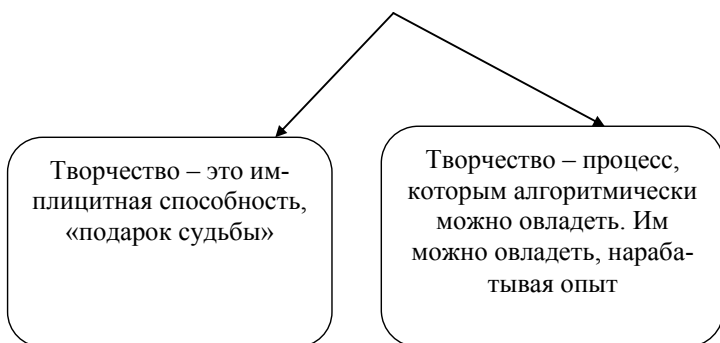 Творчество – это им-
плицитная способность,
«подарок судьбы»
Творчество – процесс,
которым алгоритмически
можно овладеть. Им
можно овладеть, нараба-
тывая опыт